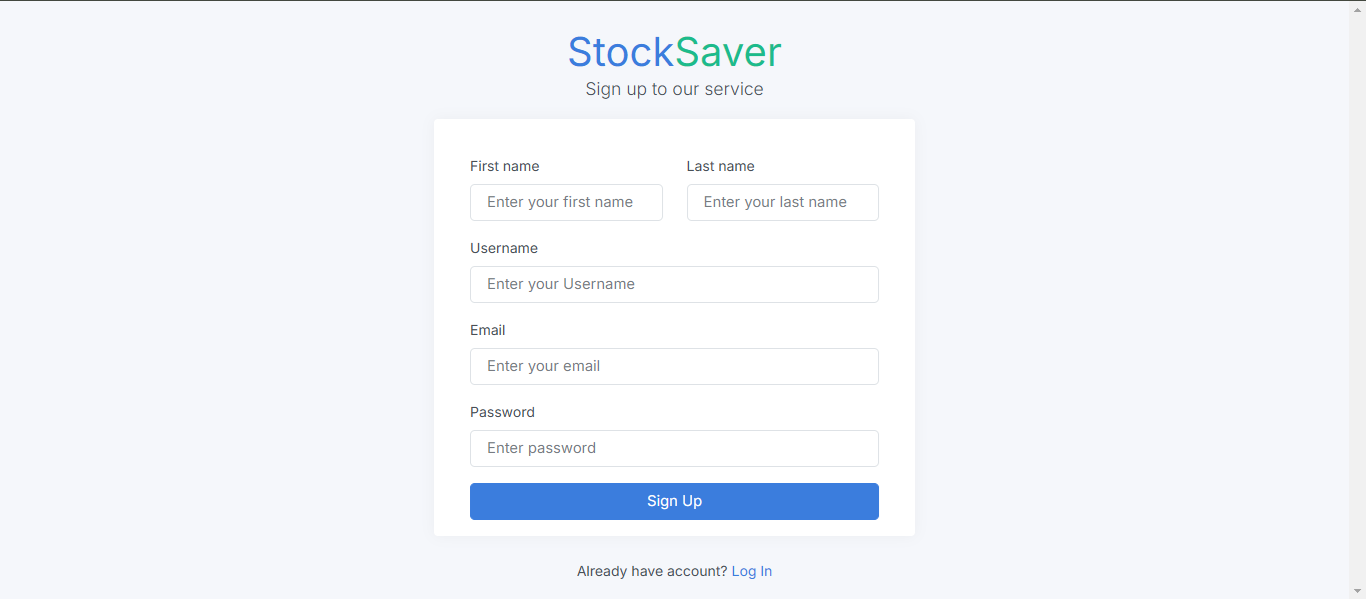 StockSaver
Sign up to our service
First name Last name
Enter your first name Enter your last name
Username
Enter your Username
Email
Enter your email
Password
Enter password
Sign Up
Already have account? Log In